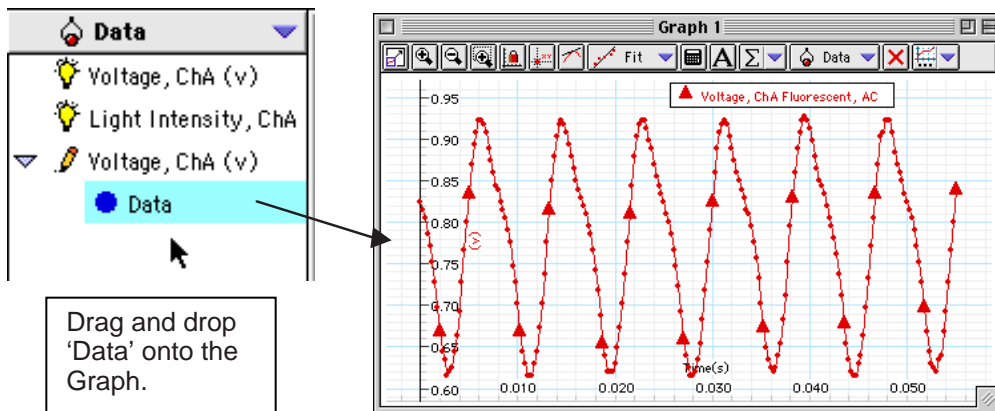 Data
Voltage, ChA (v)
Light Intensity, ChA
Voltage, ChA (v)
Data
Drag and drop
'Data' onto the
Graph.
Graph 1
Fit
A
Σ
Data
Voltage, ChA Fluorescent, AC
0.95
0.90
0.85
0.80
0.75
0.70
0.65
0.60
(v)
Time(s)
0.010
0.020
0.030
0.040
0.050